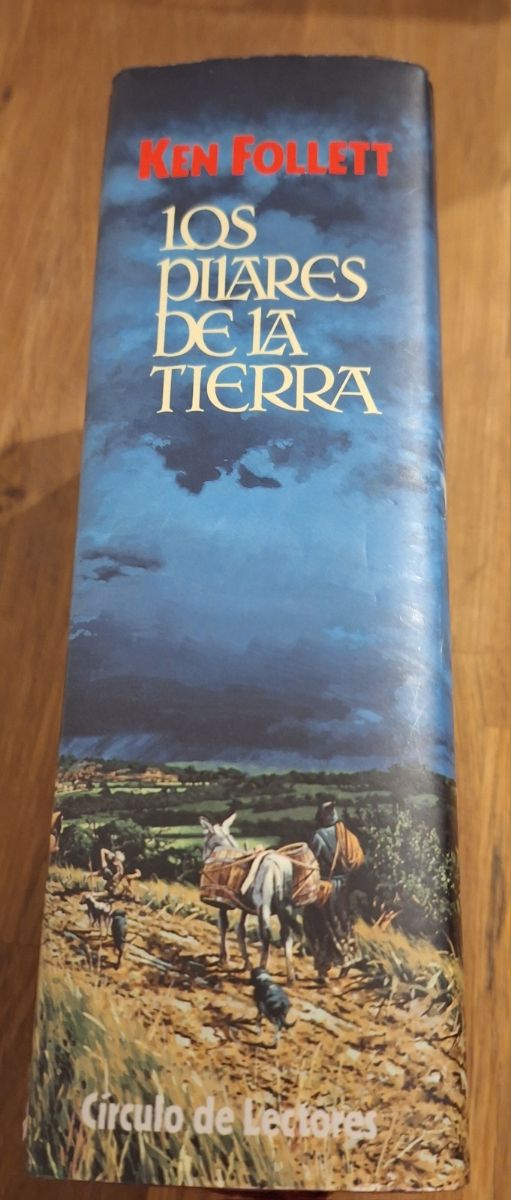 KEN FOLLETT
LOS
PILARES
DE LA
TIERRA
Círculo de Lectores